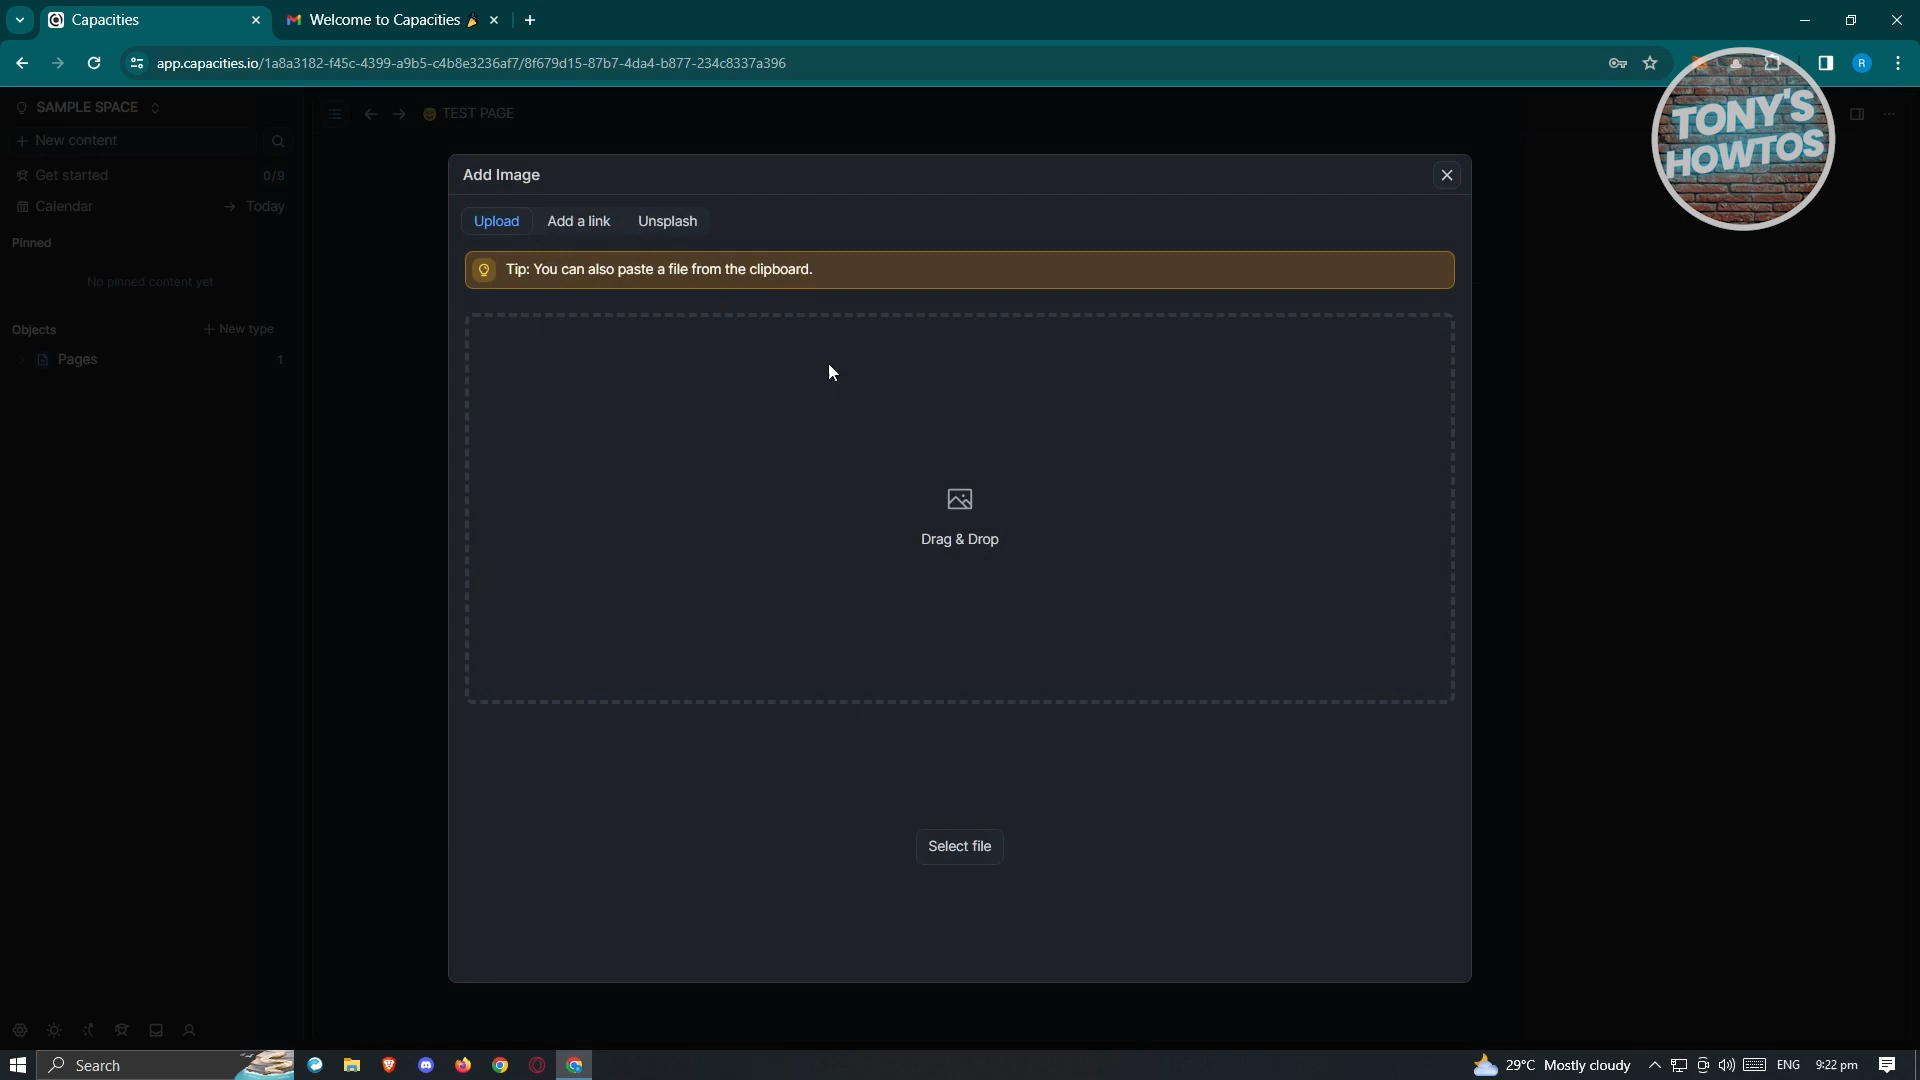 Capacities
Welcome to Capacities
app.capacities.io/1a8a3182-f45c-4399-a9b5-c4b8e3236af7/8f679d15-87b7-4da4-b877-234c8337a396
R
TONY'S
HOWTOS
SAMPLE SPACE
TEST PAGE
New content
Get started 0/9
Calendar → Today
Pinned
No pinned content yet
Objects + New type
Pages 1
Add Image
Upload Add a link Unsplash
Tip: You can also paste a file from the clipboard.
Drag & Drop
Select file
Search
29°C Mostly cloudy
ENG
9:22 pm